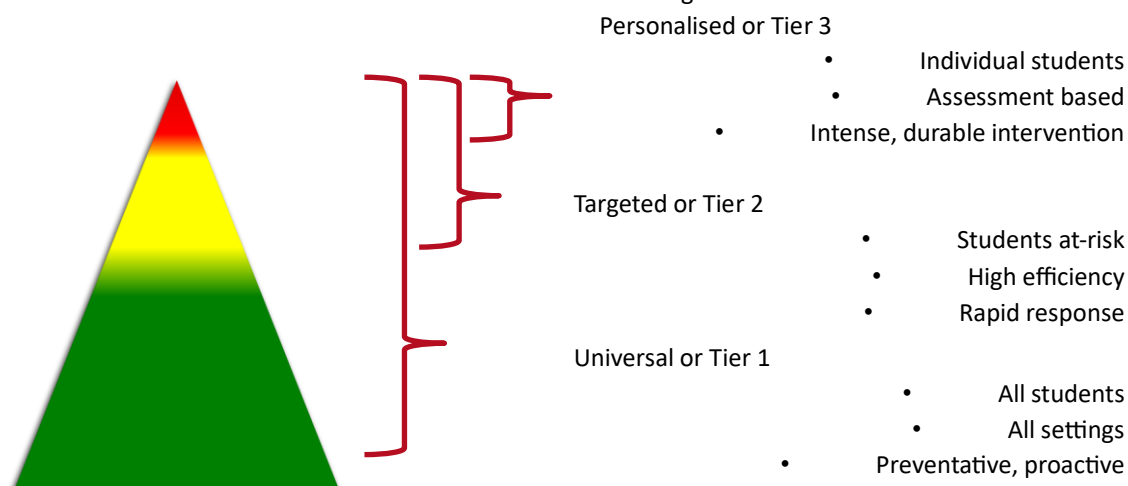 Personalised or Tier 3
• Individual students
• Assessment based
• Intense, durable intervention
Targeted or Tier 2
• Students at-risk
• High efficiency
• Rapid response
Universal or Tier 1
• All students
• All settings
• Preventative, proactive